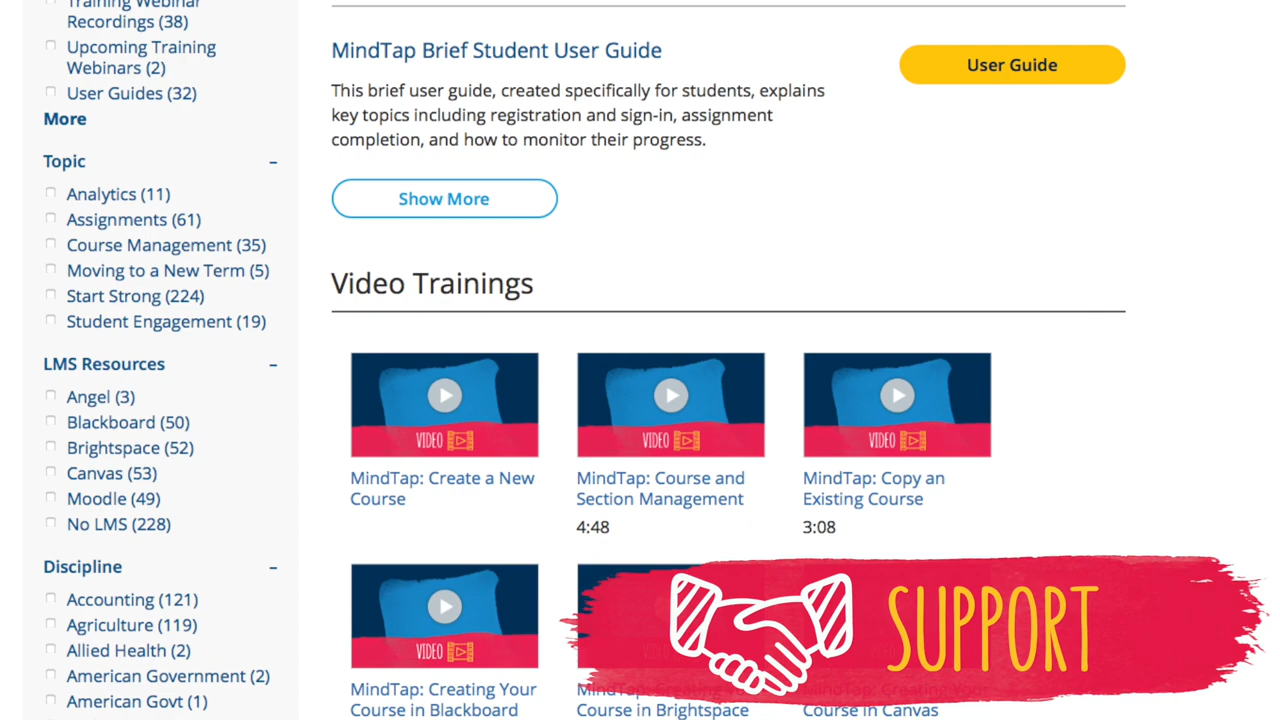 Training Webinar
Recordings (38)
Upcoming Training
Webinars (2)
User Guides (32)
More
Topic
Analytics (11)
Assignments (61)
Course Management (35)
Moving to a New Term (5)
Start Strong (224)
Student Engagement (19)
LMS Resources
Angel (3)
Blackboard (50)
Brightspace (52)
Canvas (53)
Moodle (49)
No LMS (228)
Discipline
Accounting (121)
Agriculture (119)
Allied Health (2)
American Government (2)
American Govt (1)
MindTap Brief Student User Guide
User Guide
This brief user guide, created specifically for students, explains
key topics including registration and sign-in, assignment
completion, and how to monitor their progress.
Show More
Video Trainings
VIDEO
VIDEO
VIDEO
MindTap: Create a New
Course
MindTap: Course and
Section Management
4:48
MindTap: Copy an
Existing Course
3:08
VIDEO
MindTap: Creating Your
Course in Blackboard
MindTap: Creating Your
Course in Brightspace
MindTap: Creating Your
Course in Canvas
SUPPORT